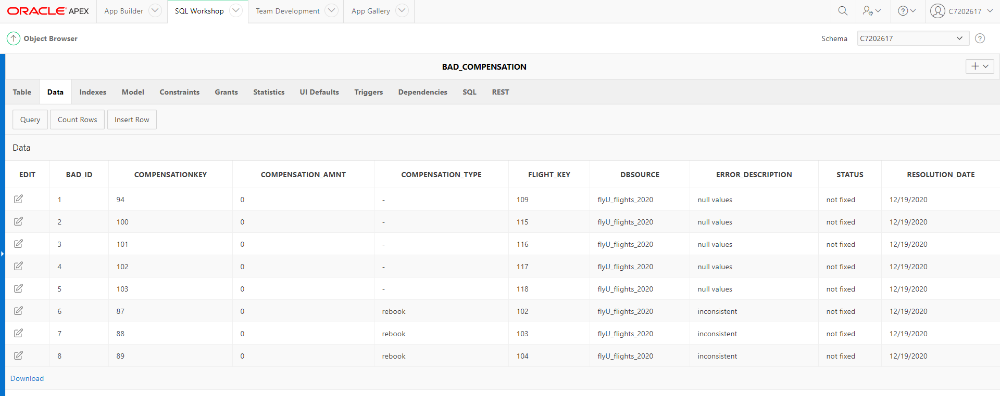 ORACLE APEX App Builder SQL Workshop Team Development App Gallery C7202617
Object Browser Schema C7202617
BAD_COMPENSATION
Table Data Indexes Model Constraints Grants Statistics UI Defaults Triggers Dependencies SQL REST
Query Count Rows Insert Row
Data
EDIT BAD_ID COMPENSATIONKEY COMPENSATION_AMNT COMPENSATION_TYPE FLIGHT_KEY DBSOURCE ERROR_DESCRIPTION STATUS RESOLUTION_DATE
1 94 0 - 109 flyU_flights_2020 null values not fixed 12/19/2020
2 100 0 - 115 flyU_flights_2020 null values not fixed 12/19/2020
3 101 0 - 116 flyU_flights_2020 null values not fixed 12/19/2020
4 102 0 - 117 flyU_flights_2020 null values not fixed 12/19/2020
5 103 0 - 118 flyU_flights_2020 null values not fixed 12/19/2020
6 87 0 rebook 102 flyU_flights_2020 inconsistent not fixed 12/19/2020
7 88 0 rebook 103 flyU_flights_2020 inconsistent not fixed 12/19/2020
8 89 0 rebook 104 flyU_flights_2020 inconsistent not fixed 12/19/2020
Download